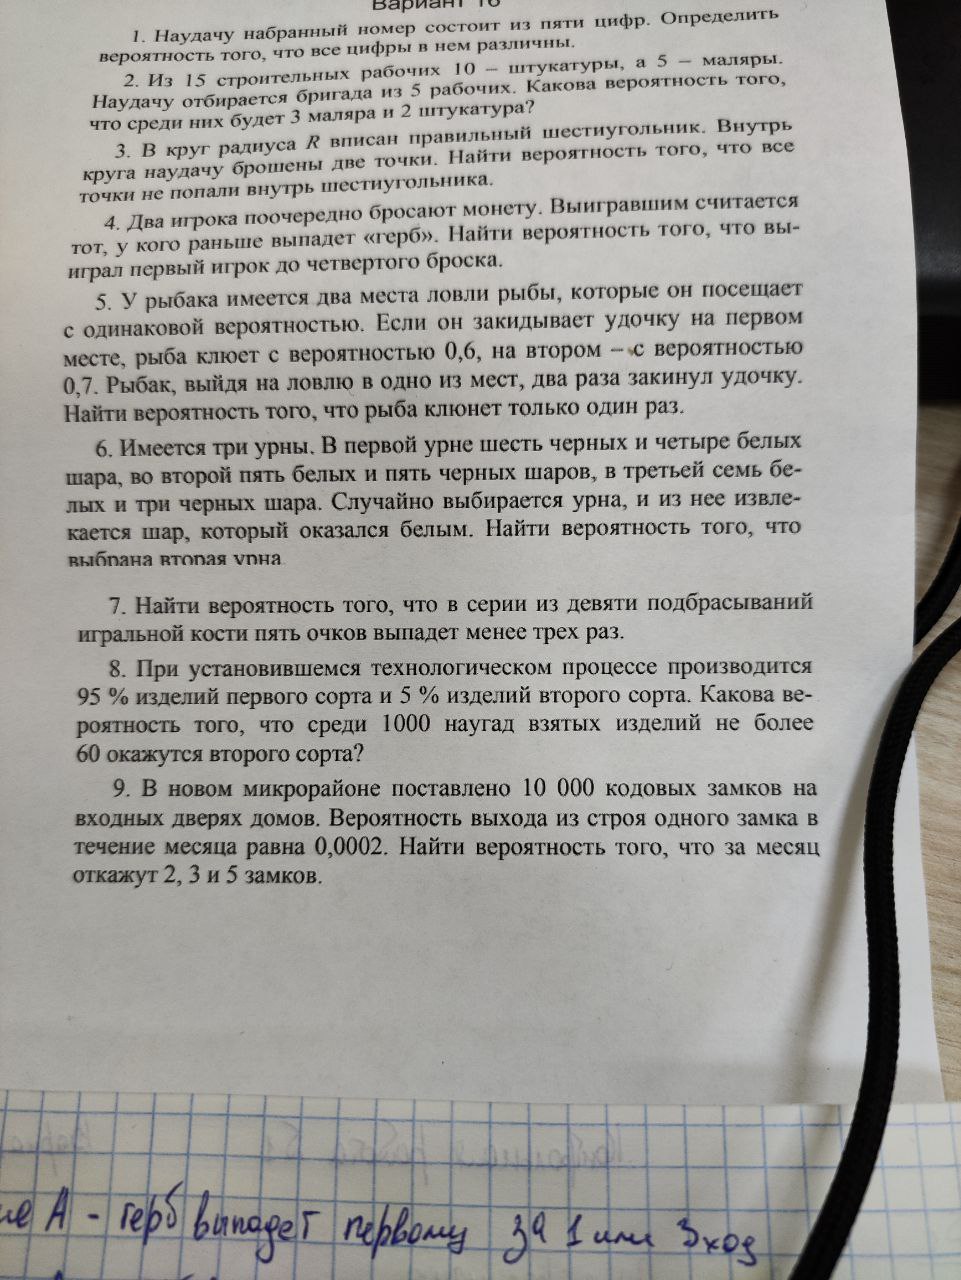 Вариант 16
1. Наудачу набранный номер состоит из пяти цифр. Определить
вероятность того, что все цифры в нем различны.
2. Из 15 строительных рабочих 10 – штукатуры, а 5 – маляры.
Наудачу отбирается бригада из 5 рабочих. Какова вероятность того,
что среди них будет 3 маляра и 2 штукатура?
3. В круг радиуса R вписан правильный шестиугольник. Внутрь
круга наудачу брошены две точки. Найти вероятность того, что все
точки не попали внутрь шестиугольника.
4. Два игрока поочередно бросают монету. Выигравшим считается
тот, у кого раньше выпадет «герб». Найти вероятность того, что вы-
играл первый игрок до четвертого броска.
5. У рыбака имеется два места ловли рыбы, которые он посещает
с одинаковой вероятностью. Если он закидывает удочку на первом
месте, рыба клюет с вероятностью 0,6, на втором – с вероятностью
0,7. Рыбак, выйдя на ловлю в одно из мест, два раза закинул удочку.
Найти вероятность того, что рыба клюнет только один раз.
6. Имеется три урны. В первой урне шесть черных и четыре белых
шара, во второй пять белых и пять черных шаров, в третьей семь бе-
лых и три черных шара. Случайно выбирается урна, и из нее извле-
кается шар, который оказался белым. Найти вероятность того, что
выбрана вторая урна
7. Найти вероятность того, что в серии из девяти подбрасываний
игральной кости пять очков выпадет менее трех раз.
8. При установившемся технологическом процессе производится
95 % изделий первого сорта и 5 % изделий второго сорта. Какова ве-
роятность того, что среди 1000 наугад взятых изделий не более
60 окажутся второго сорта?
9. В новом микрорайоне поставлено 10 000 кодовых замков на
входных дверях домов. Вероятность выхода из строя одного замка в
течение месяца равна 0,0002. Найти вероятность того, что за месяц
откажут 2, 3 и 5 замков.
А - герб выпадет первому за 1 или 3 ход